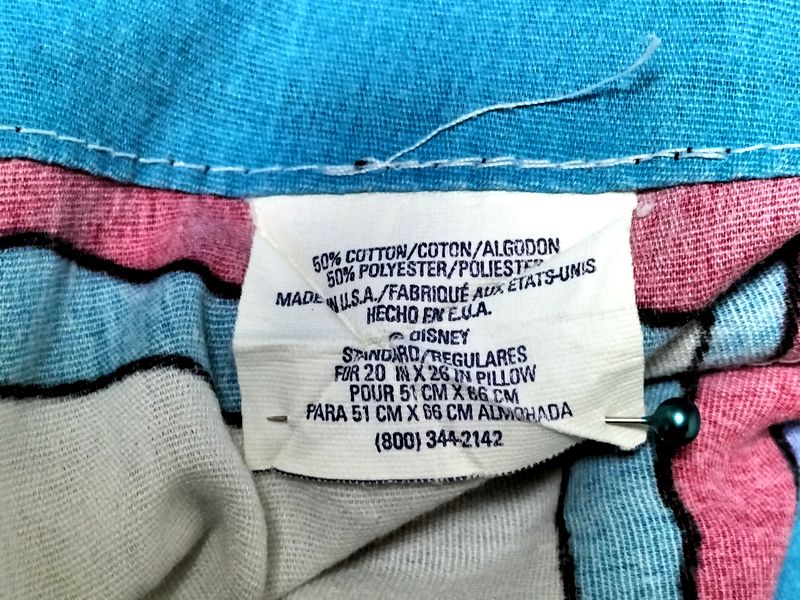 50% COTTON/COTON/ALGODON
50% POLYESTER/POLIESTER
MADE IN U.S.A./FABRIQUÉ AUX ETATS-UNIS
HECHO EN E.U.A.
© DISNEY
STANDARD/REGULARES
FOR 20 IN X 26 IN PILLOW
POUR 51 CM X 66 CM
PARA 51 CM X 66 CM ALMOHADA
(800) 344-2142